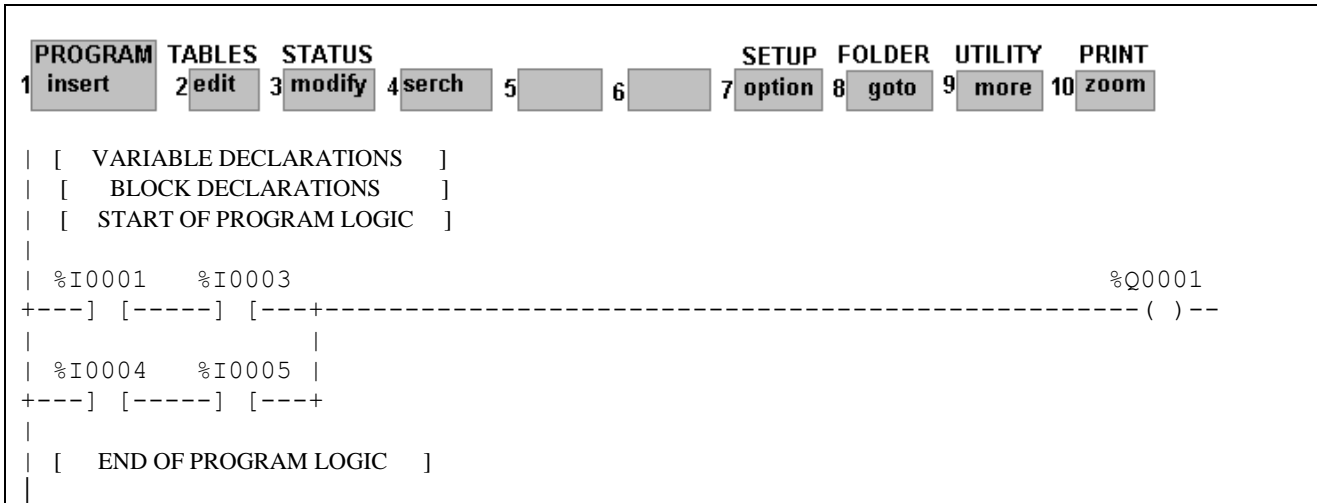 PROGRAM TABLES STATUS SETUP FOLDER UTILITY PRINT
1 insert 2 edit 3 modify 4 serch 5 6 7 option 8 goto 9 more 10 zoom
| [ VARIABLE DECLARATIONS ]
| [ BLOCK DECLARATIONS ]
| [ START OF PROGRAM LOGIC ]
|
| %I0001 %I0003 %Q0001
+---] [-----] [---+---------------------------------------------------( )--
| |
| %I0004 %I0005 |
+---] [-----] [---+
|
| [ END OF PROGRAM LOGIC ]
|